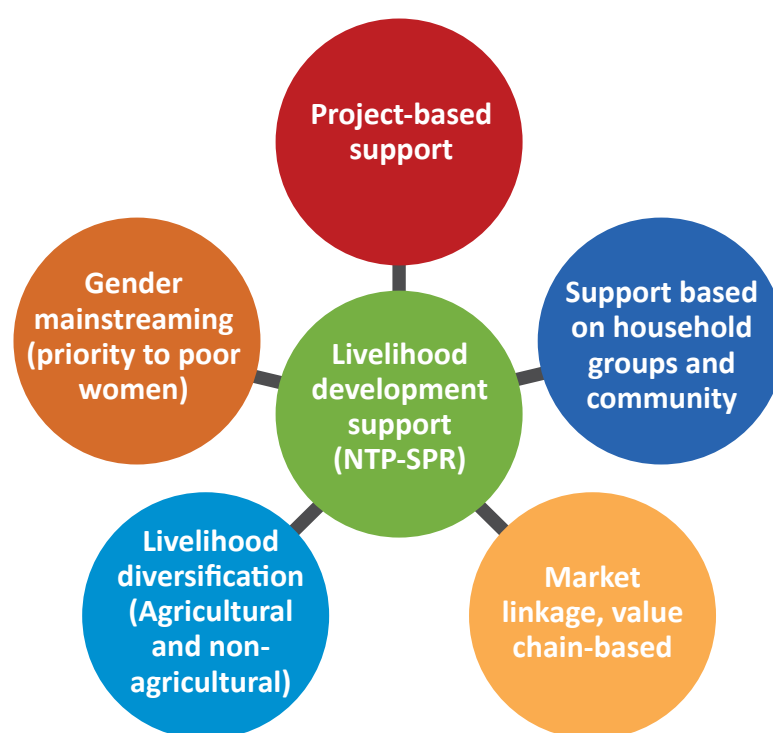 Project-based
support
Support based
on household
groups and
community
Market
linkage, value
chain-based
Livelihood
diversification
(Agricultural
and non-
agricultural)
Gender
mainstreaming
(priority to poor
women)
Livelihood
development
support
(NTP-SPR)